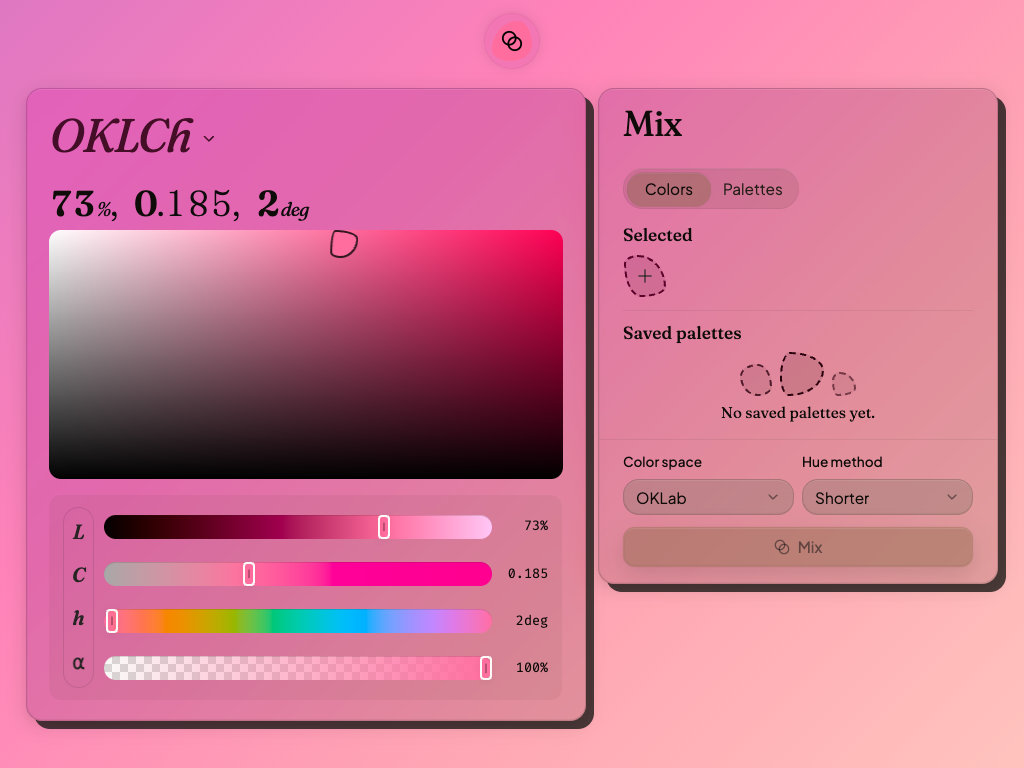 OKLCh
73%, 0.185, 2deg
L 73%
C 0.185
h 2deg
α 100%
Mix
Colors Palettes
Selected
Saved palettes
No saved palettes yet.
Color space Hue method
OKLab Shorter
Mix